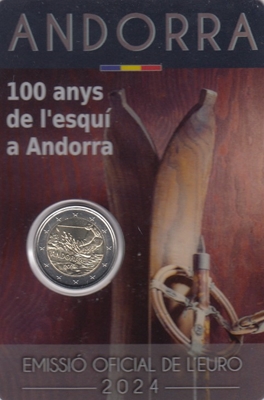 ANDORRA
100 anys
de l'esquí
a Andorra
EMISSIÓ OFICIAL DE L'EURO
2024